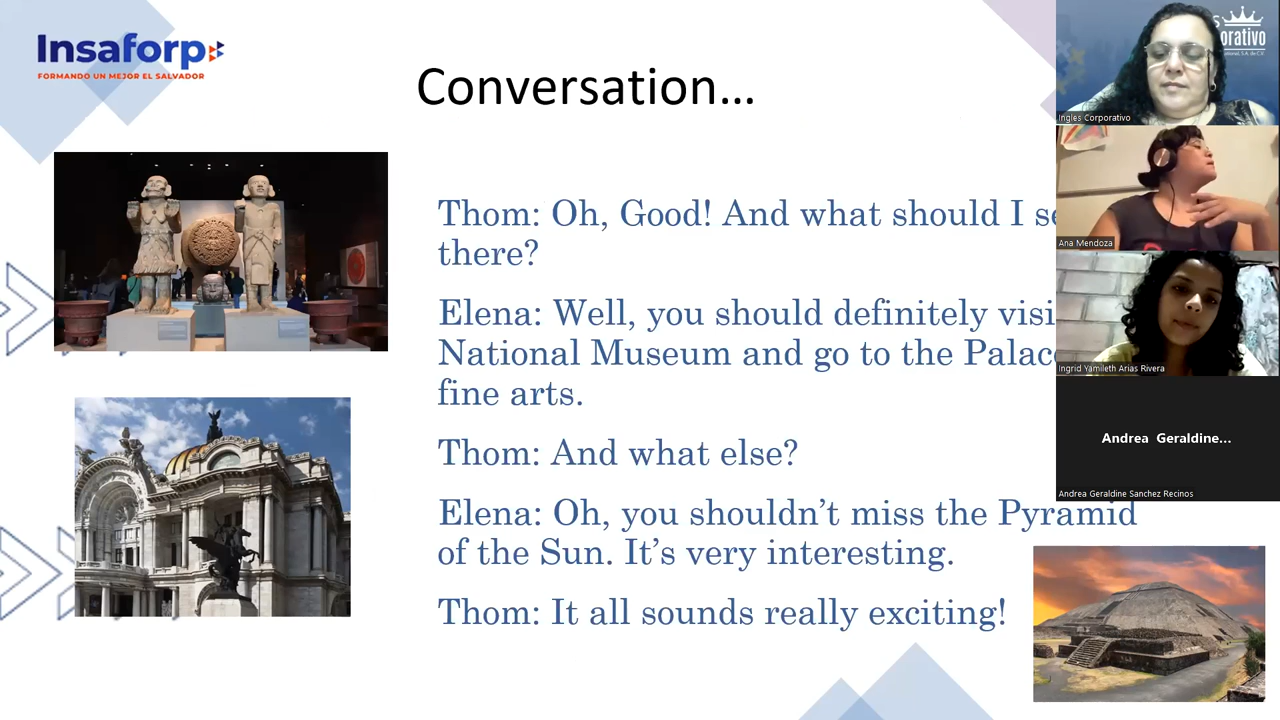 Insaforp
FORMANDO UN MEJOR EL SALVADOR
Conversation...
Thom: Oh, Good! And what should I
there?
Elena: Well, you should definitely
National Museum and go to the
fine arts.
Thom: And what else?
Elena: Oh, you shouldn't miss the Pyramid
of the Sun. It's very interesting.
Thom: It all sounds really exciting!
Ingles Corporativo
Ana Mendoza
Ingrid Yamileth Arias Rivera
Andrea Geraldine...
Andrea Geraldine Sanchez Recinos